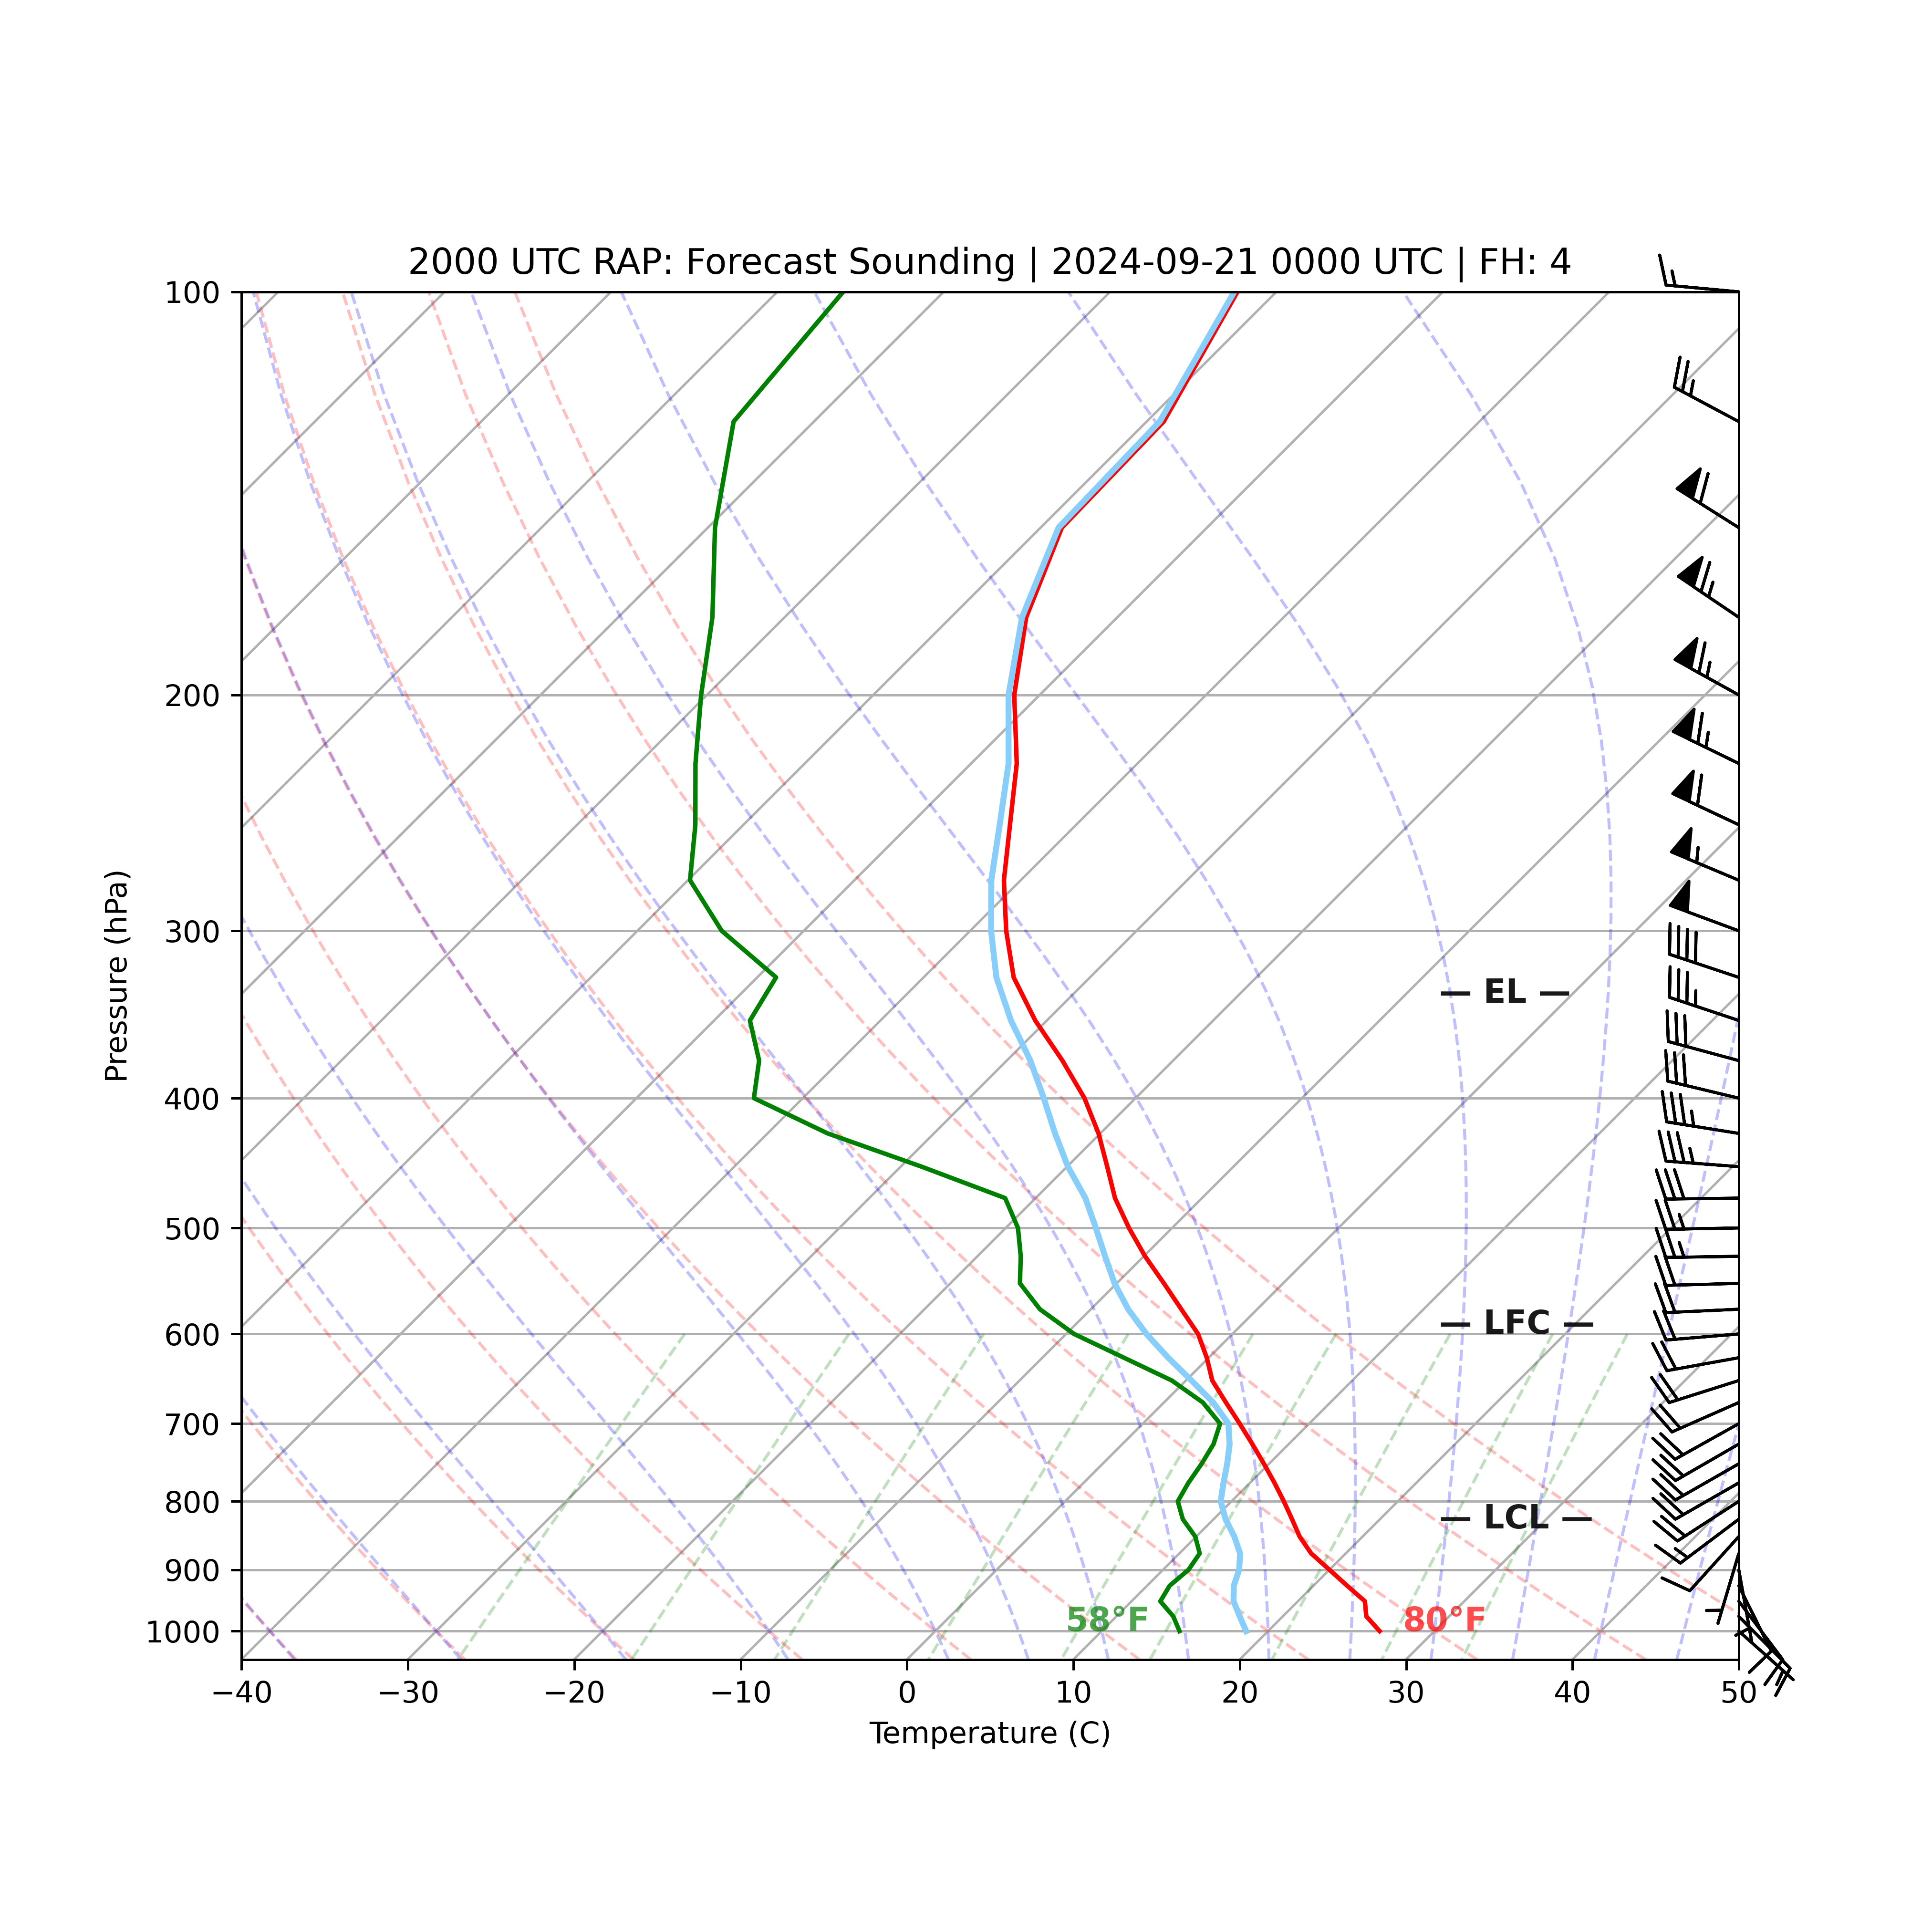 2000 UTC RAP: Forecast Sounding | 2024-09-21 0000 UTC | FH: 4
100
200
300
— EL —
400
500
— LFC —
600
700
800
— LCL —
900
58°F 80°F
1000
−40 −30 −20 −10 0 10 20 30 40 50
Temperature (C)
Pressure (hPa)